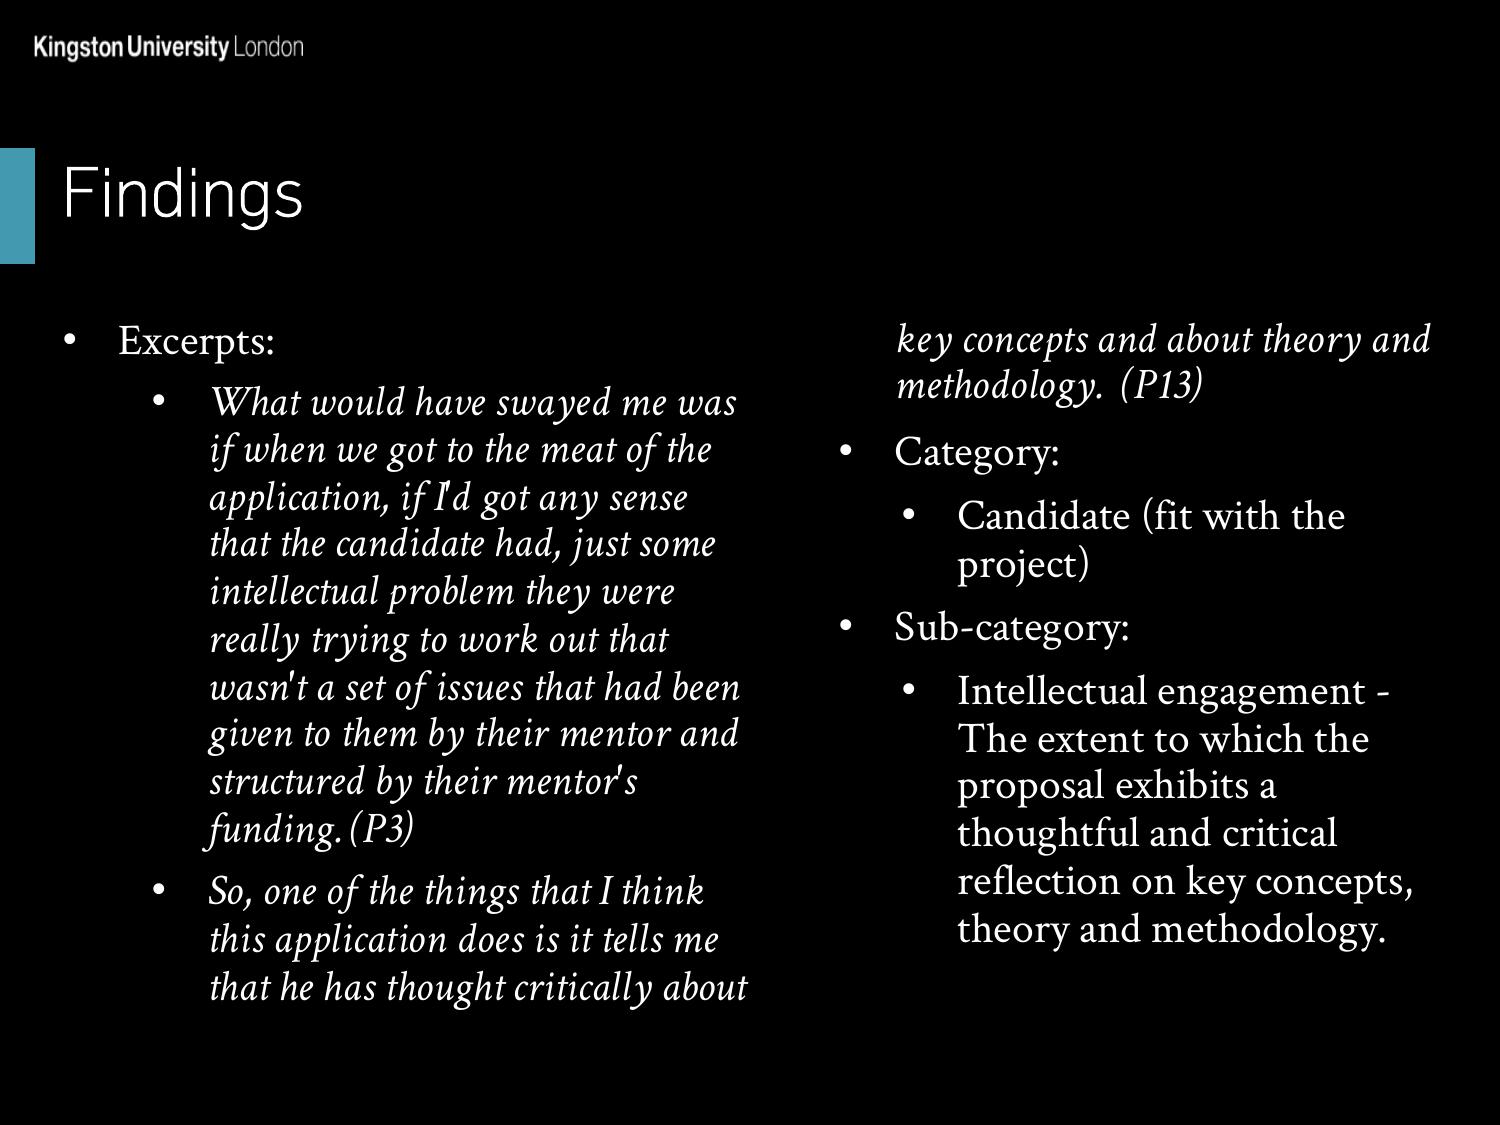 Kingston University London
Findings
• Excerpts:
• What would have swayed me was
if when we got to the meat of the
application, if I'd got any sense
that the candidate had, just some
intellectual problem they were
really trying to work out that
wasn't a set of issues that had been
given to them by their mentor and
structured by their mentor's
funding. (P3)
• So, one of the things that I think
this application does is it tells me
that he has thought critically about
key concepts and about theory and
methodology. (P13)
• Category:
• Candidate (fit with the
project)
• Sub-category:
• Intellectual engagement -
The extent to which the
proposal exhibits a
thoughtful and critical
reflection on key concepts,
theory and methodology.